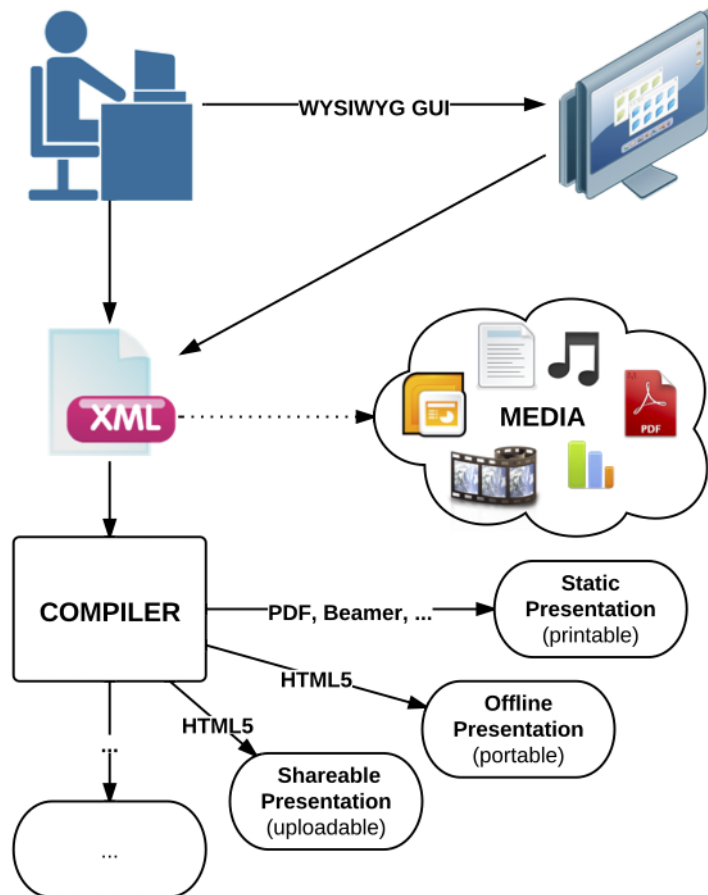 WYSIWYG GUI
XML
MEDIA
PDF
COMPILER
PDF, Beamer, ...
Static
Presentation
(printable)
HTML5
Offline
Presentation
(portable)
HTML5
Shareable
Presentation
(uploadable)
...
...